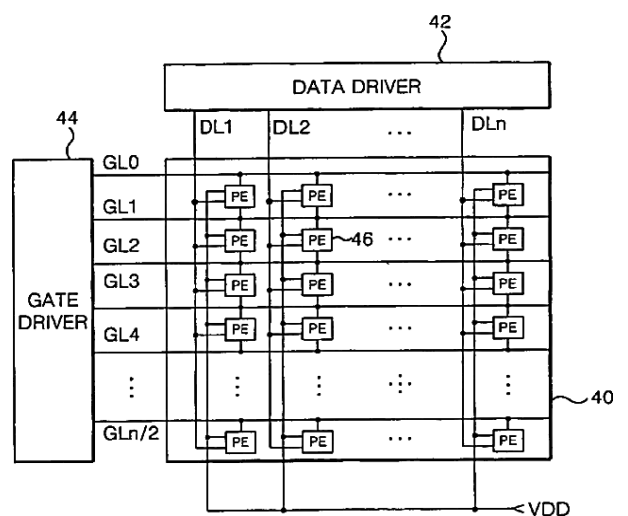 42
DATA DRIVER
44
DL1 DL2 ... DLn
GL0
PE PE ... PE
GL1
PE PE 46 ... PE
GL2
PE PE ... PE
GL3
GATE
DRIVER
PE PE ... PE
GL4
40
GLn/2
PE PE ... PE
VDD